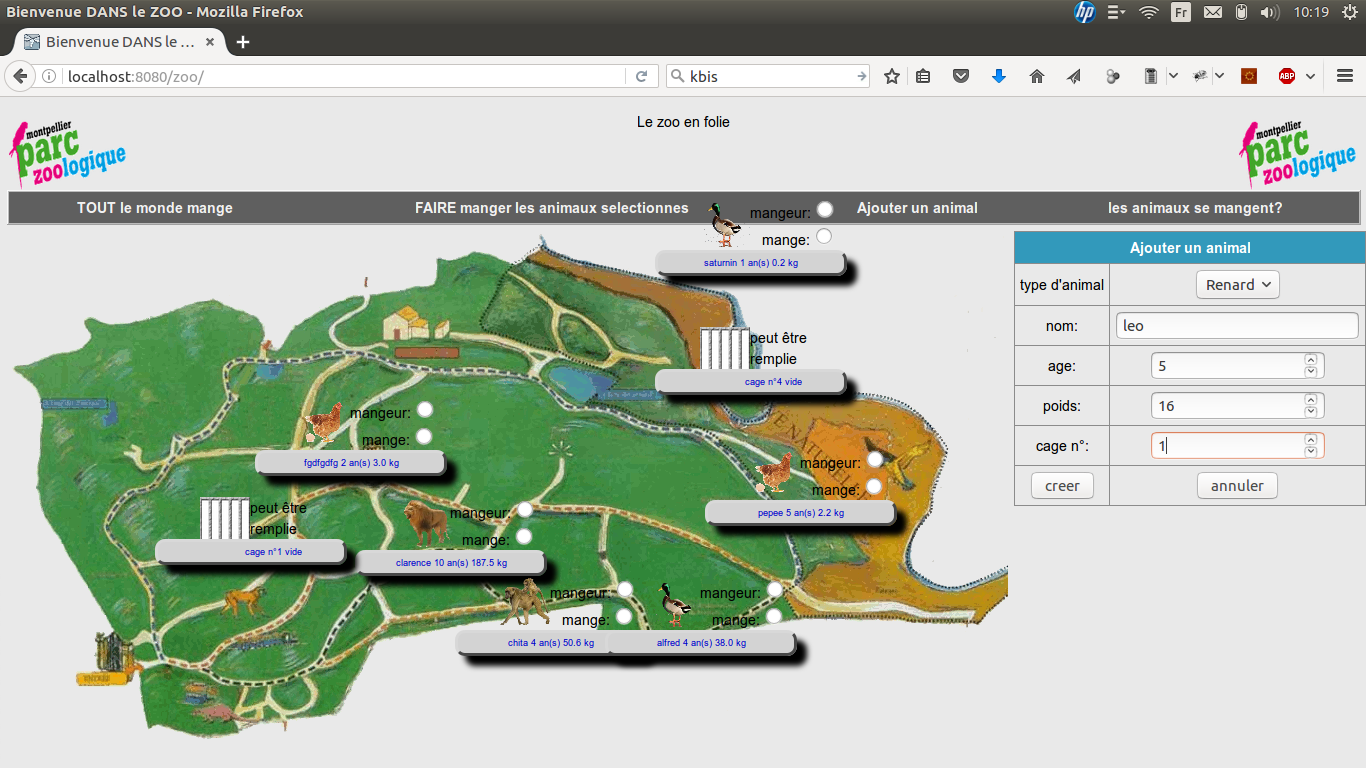 Bienvenue DANS le ZOO - Mozilla Firefox
Fr
10:19
Bienvenue DANS le ...
localhost:8080/zoo/
kbis
ABP
montpellier
parc
zoologique
Le zoo en folie
montpellier
parc
zoologique
TOUT le monde mange
FAIRE manger les animaux selectionnes
Ajouter un animal
les animaux se mangent?
mangeur:
mange:
saturnin 1 an(s) 0.2 kg
peut être
remplie
cage n°4 vide
mangeur:
mange:
fgdfgdfg 2 an(s) 3.0 kg
mangeur:
mange:
pepee 5 an(s) 2.2 kg
peut être
remplie
cage n°1 vide
mangeur:
mange:
clarence 10 an(s) 187.5 kg
mangeur:
mange:
chita 4 an(s) 50.6 kg
mangeur:
mange:
alfred 4 an(s) 38.0 kg
Ajouter un animal
type d'animal
Renard
nom:
leo
age:
5
poids:
16
cage n°:
1
creer
annuler